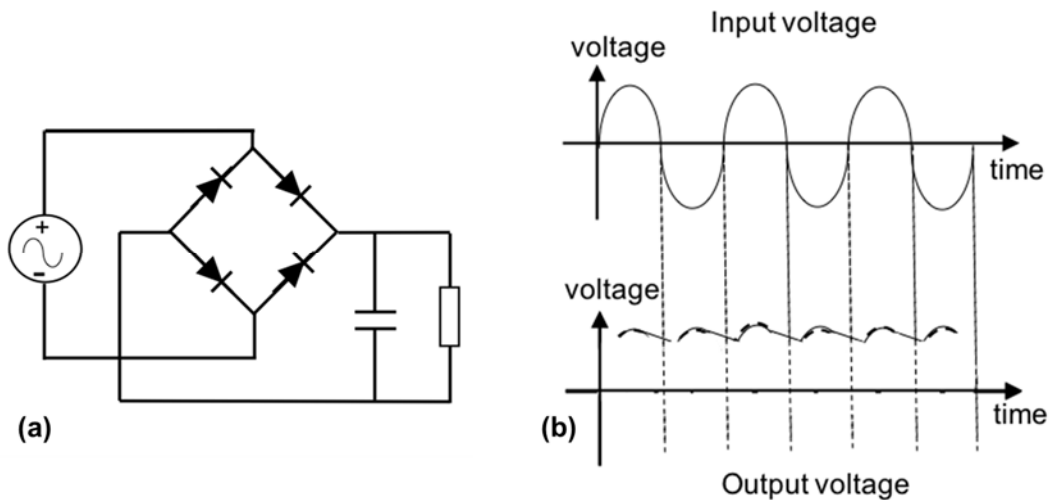 Input voltage
voltage
time
+
-
voltage
time
(a)
(b)
Output voltage